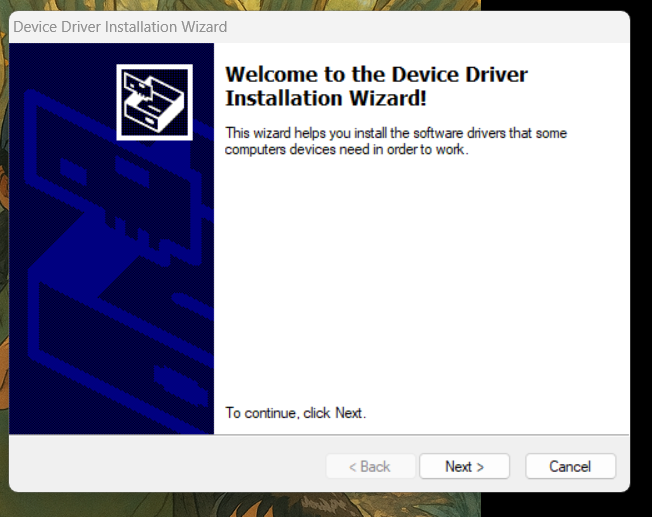 Device Driver Installation Wizard
Welcome to the Device Driver
Installation Wizard!
This wizard helps you install the software drivers that some
computers devices need in order to work.
To continue, click Next.
< Back
Next >
Cancel